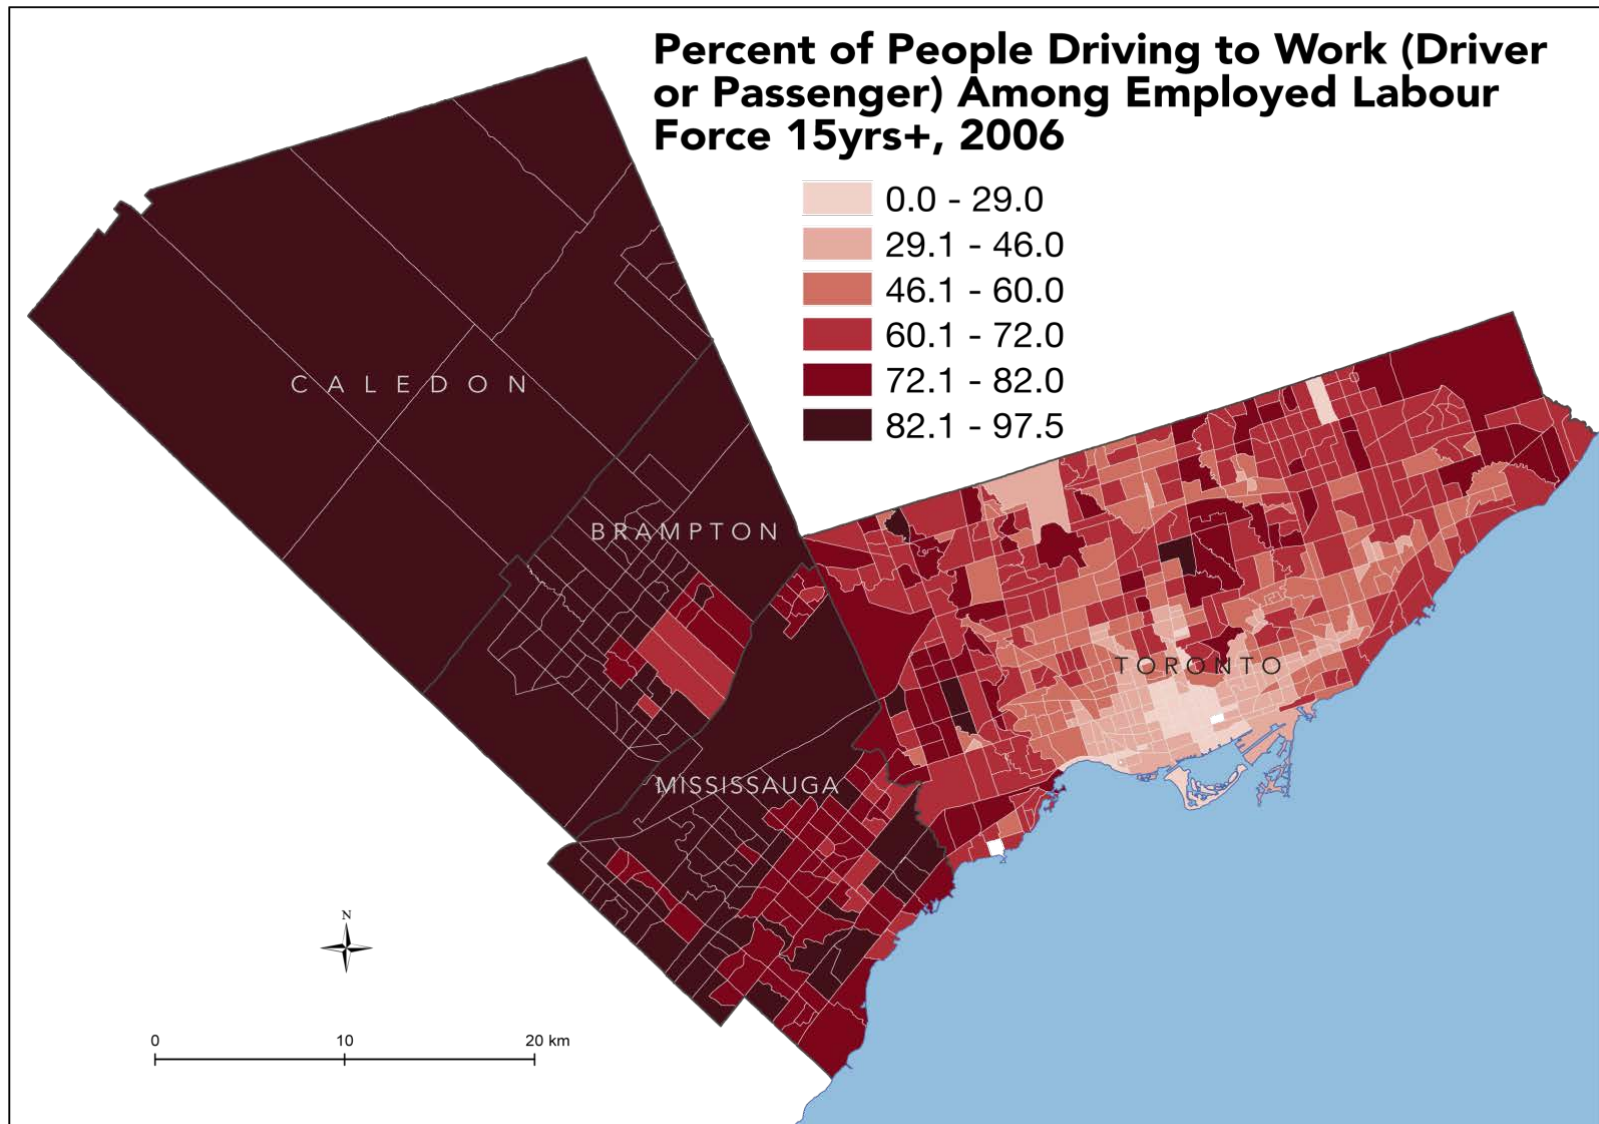 Percent of People Driving to Work (Driver
or Passenger) Among Employed Labour
Force 15yrs+, 2006
0.0 - 29.0
29.1 - 46.0
46.1 - 60.0
60.1 - 72.0
72.1 - 82.0
82.1 - 97.5
CALEDON
BRAMPTON
TORONTO
MISSISSAUGA
N
0 10 20 km